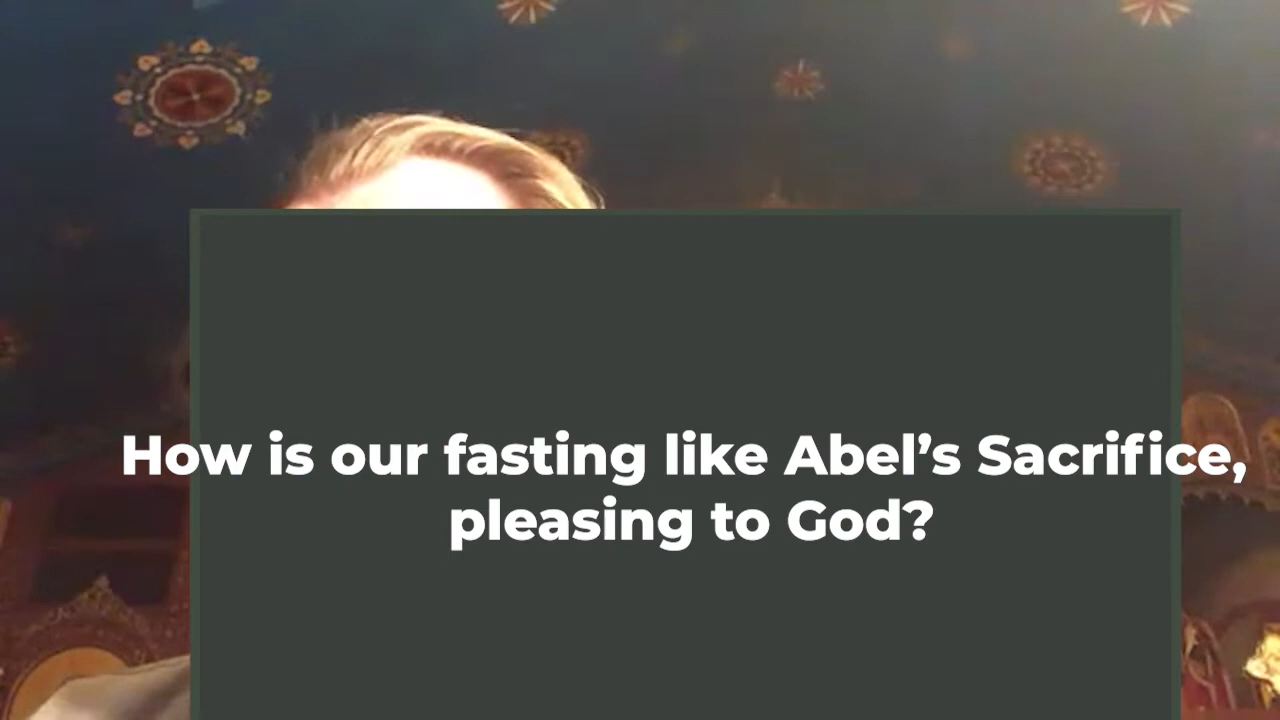 How is our fasting like Abel’s Sacrifice,
pleasing to God?